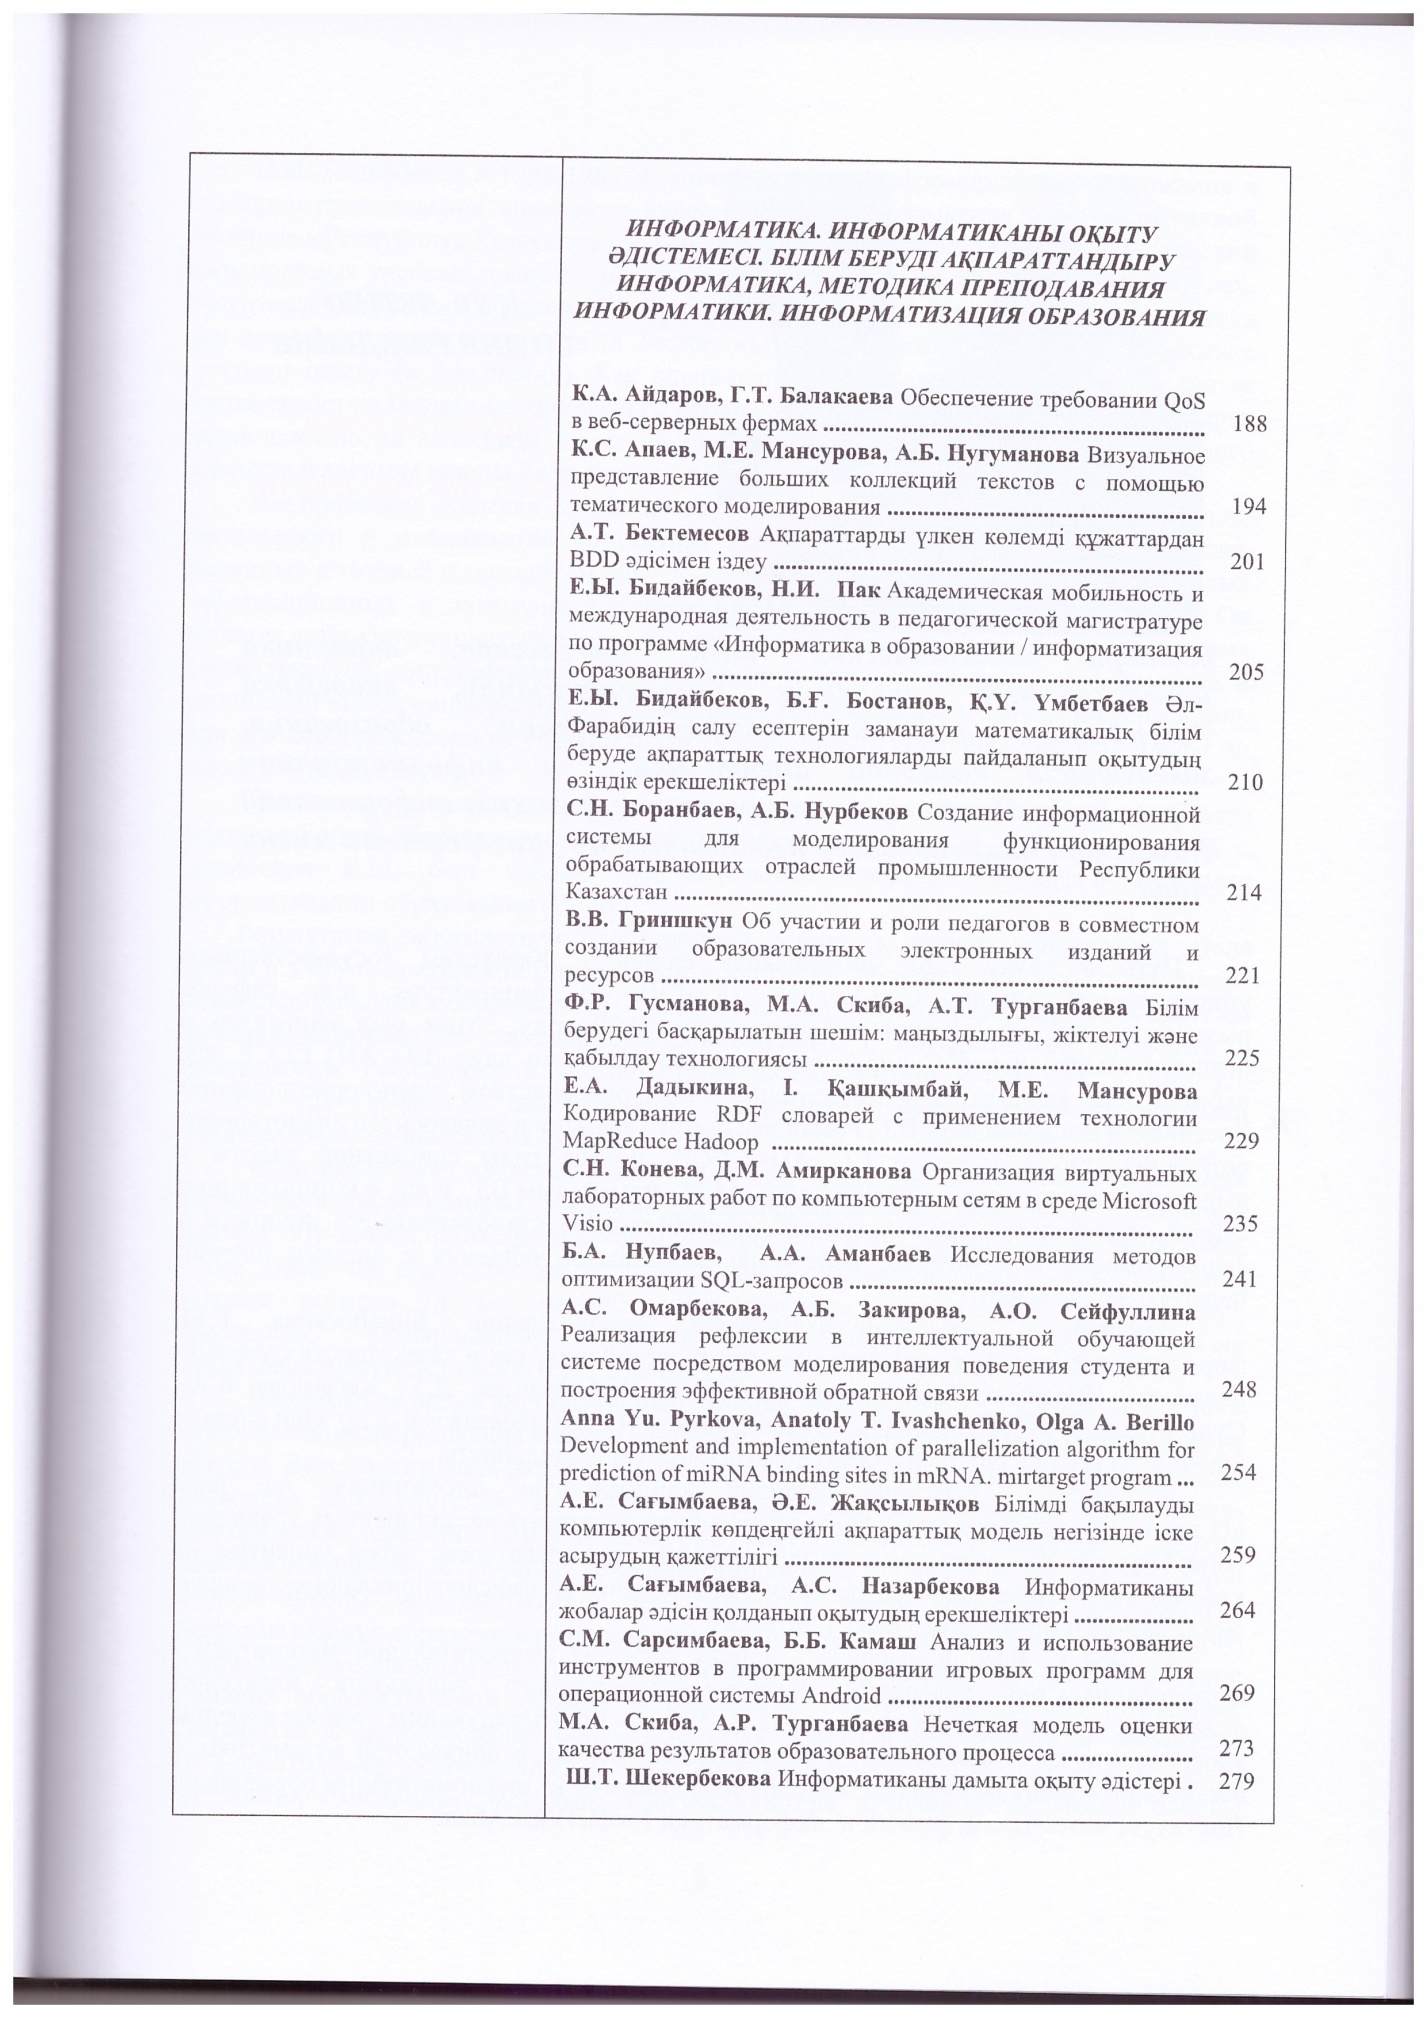 ИНФОРМАТИКА. ИНФОРМАТИКАНЫ ОҚЫТУ
ӘДІСТЕМЕСІ. БІЛІМ БЕРУДІ АҚПАРАТТАНДЫРУ
ИНФОРМАТИКА, МЕТОДИКА ПРЕПОДАВАНИЯ
ИНФОРМАТИКИ. ИНФОРМАТИЗАЦИЯ ОБРАЗОВАНИЯ
К.А. Айдаров, Г.Т. Балакаева Обеспечение требовании QoS
в веб-серверных фермах ........ 188
К.С. Апаев, М.Е. Мансурова, А.Б. Нугуманова Визуальное
представление больших коллекций текстов с помощью
тематического моделирования ........ 194
А.Т. Бектемесов Ақпараттарды үлкен көлемді құжаттардан
BDD әдісімен іздеу ........ 201
Е.Ы. Бидайбеков, Н.И. Пак Академическая мобильность и
международная деятельность в педагогической магистратуре
по программе «Информатика в образовании / информатизация
образования» ........ 205
Е.Ы. Бидайбеков, Б.Ғ. Бостанов, Қ.Ү. Үмбетбаев Әл-
Фарабидің салу есептерін заманауи математикалық білім
беруде ақпараттық технологияларды пайдаланып оқытудың
өзіндік ерекшеліктері ........ 210
С.Н. Боранбаев, А.Б. Нурбеков Создание информационной
системы для моделирования функционирования
обрабатывающих отраслей промышленности Республики
Казахстан ........ 214
В.В. Гриншкун Об участии и роли педагогов в совместном
создании образовательных электронных изданий и
ресурсов ........ 221
Ф.Р. Гусманова, М.А. Скиба, А.Т. Турганбаева Білім
берудегі басқарылатын шешім: маңыздылығы, жіктелуі және
қабылдау технологиясы ........ 225
Е.А. Дадыкина, І. Қашқымбай, М.Е. Мансурова
Кодирование RDF словарей с применением технологии
MapReduce Hadoop ........ 229
С.Н. Конева, Д.М. Амирканова Организация виртуальных
лабораторных работ по компьютерным сетям в среде Microsoft
Visio ........ 235
Б.А. Нупбаев, А.А. Аманбаев Исследования методов
оптимизации SQL-запросов ........ 241
А.С. Омарбекова, А.Б. Закирова, А.О. Сейфуллина
Реализация рефлексии в интеллектуальной обучающей
системе посредством моделирования поведения студента и
построения эффективной обратной связи ........ 248
Anna Yu. Pyrkova, Anatoly T. Ivashchenko, Olga A. Berillo
Development and implementation of parallelization algorithm for
prediction of miRNA binding sites in mRNA. mirtarget program ... 254
А.Е. Сағымбаева, Ә.Е. Жақсылықов Білімді бақылауды
компьютерлік көпдеңгейлі ақпараттық модель негізінде іске
асырудың қажеттілігі ........ 259
А.Е. Сағымбаева, А.С. Назарбекова Информатиканы
жобалар әдісін қолданып оқытудың ерекшеліктері ........ 264
С.М. Сарсимбаева, Б.Б. Камаш Анализ и использование
инструментов в программировании игровых программ для
операционной системы Android ........ 269
М.А. Скиба, А.Р. Турганбаева Нечеткая модель оценки
качества результатов образовательного процесса ........ 273
Ш.Т. Шекербекова Информатиканы дамыта оқыту әдістері . 279